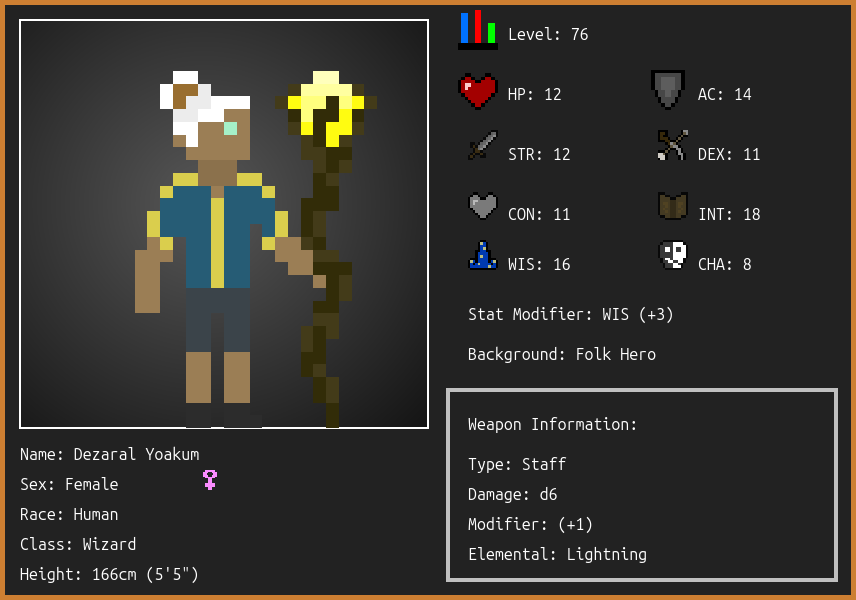 Level: 76
HP: 12
AC: 14
STR: 12
DEX: 11
CON: 11
INT: 18
WIS: 16
CHA: 8
Stat Modifier: WIS (+3)
Background: Folk Hero
Weapon Information:
Type: Staff
Damage: d6
Modifier: (+1)
Elemental: Lightning
Name: Dezaral Yoakum
Sex: Female
Race: Human
Class: Wizard
Height: 166cm (5'5")